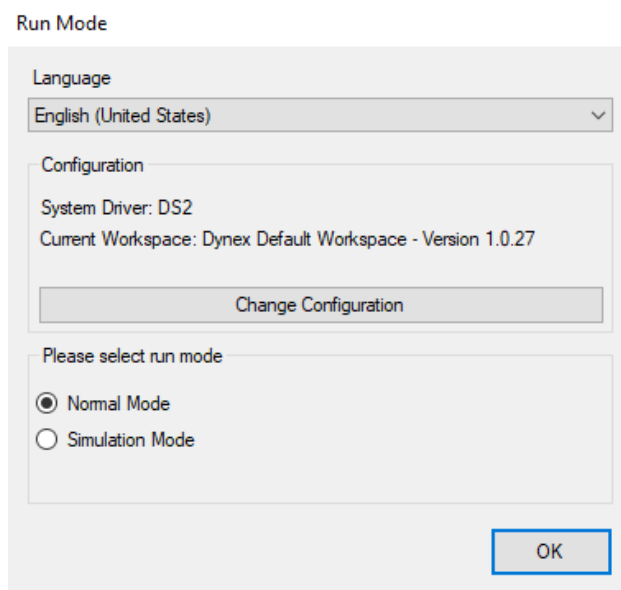 Run Mode
Language
English (United States)
Configuration
System Driver: DS2
Current Workspace: Dynex Default Workspace - Version 1.0.27
Change Configuration
Please select run mode
Normal Mode
Simulation Mode
OK